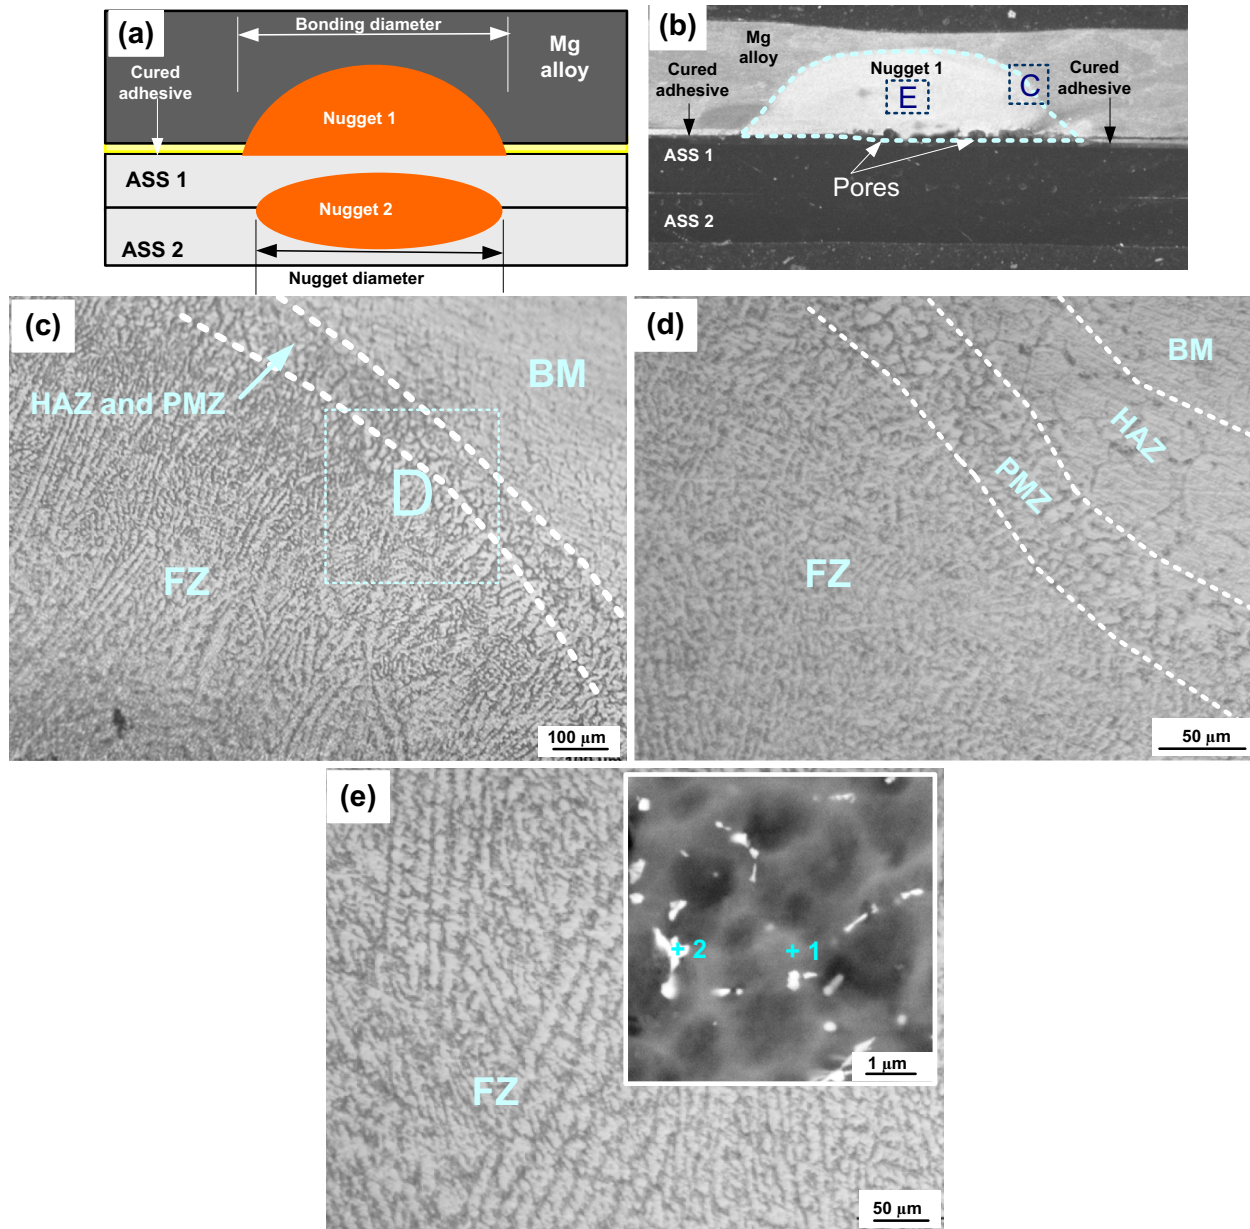 (a)
Bonding diameter
Mg
alloy
Cured
adhesive
Nugget 1
ASS 1
Nugget 2
ASS 2
Nugget diameter
(b)
Mg
alloy
Nugget 1
Cured
adhesive
E
C
Cured
adhesive
ASS 1
Pores
ASS 2
(c)
BM
HAZ and PMZ
D
FZ
100 μm
(d)
BM
HAZ
PMZ
FZ
50 μm
(e)
+ 2
+ 1
1 μm
FZ
50 μm